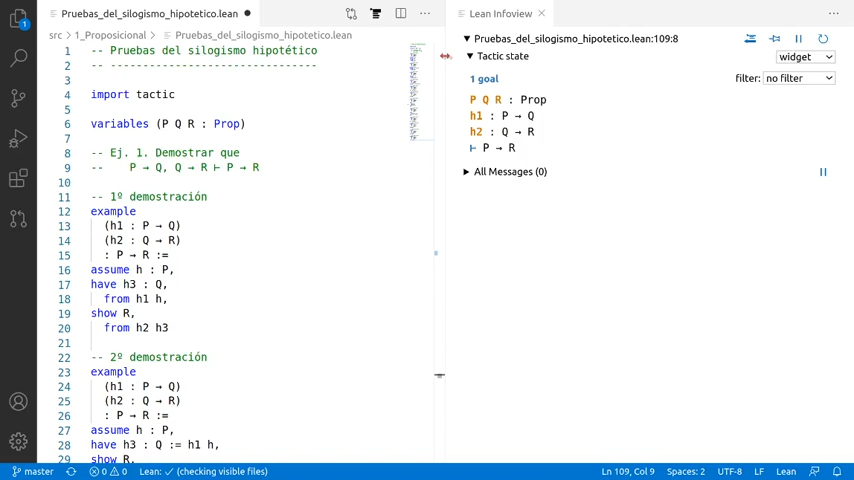 Pruebas_del_silogismo_hipotetico.lean
src > 1_Proposicional > Pruebas_del_silogismo_hipotetico.lean
1 -- Pruebas del silogismo hipotético
2 -- --------------------------------
3
4 import tactic
5
6 variables (P Q R : Prop)
7
8 -- Ej. 1. Demostrar que
9 --    P → Q, Q → R ⊢ P → R
10
11 -- 1º demostración
12 example
13   (h1 : P → Q)
14   (h2 : Q → R)
15   : P → R :=
16 assume h : P,
17 have h3 : Q,
18   from h1 h,
19 show R,
20   from h2 h3
21
22 -- 2º demostración
23 example
24   (h1 : P → Q)
25   (h2 : Q → R)
26   : P → R :=
27 assume h : P,
28 have h3 : Q := h1 h,
29 show R,
Lean Infoview
Pruebas_del_silogismo_hipotetico.lean:109:8
Tactic state
widget
1 goal
filter: no filter
P Q R : Prop
h1 : P → Q
h2 : Q → R
⊢ P → R
All Messages (0)
1
master 0 0 Lean: ✓ (checking visible files)
Ln 109, Col 9 Spaces: 2 UTF-8 LF Lean